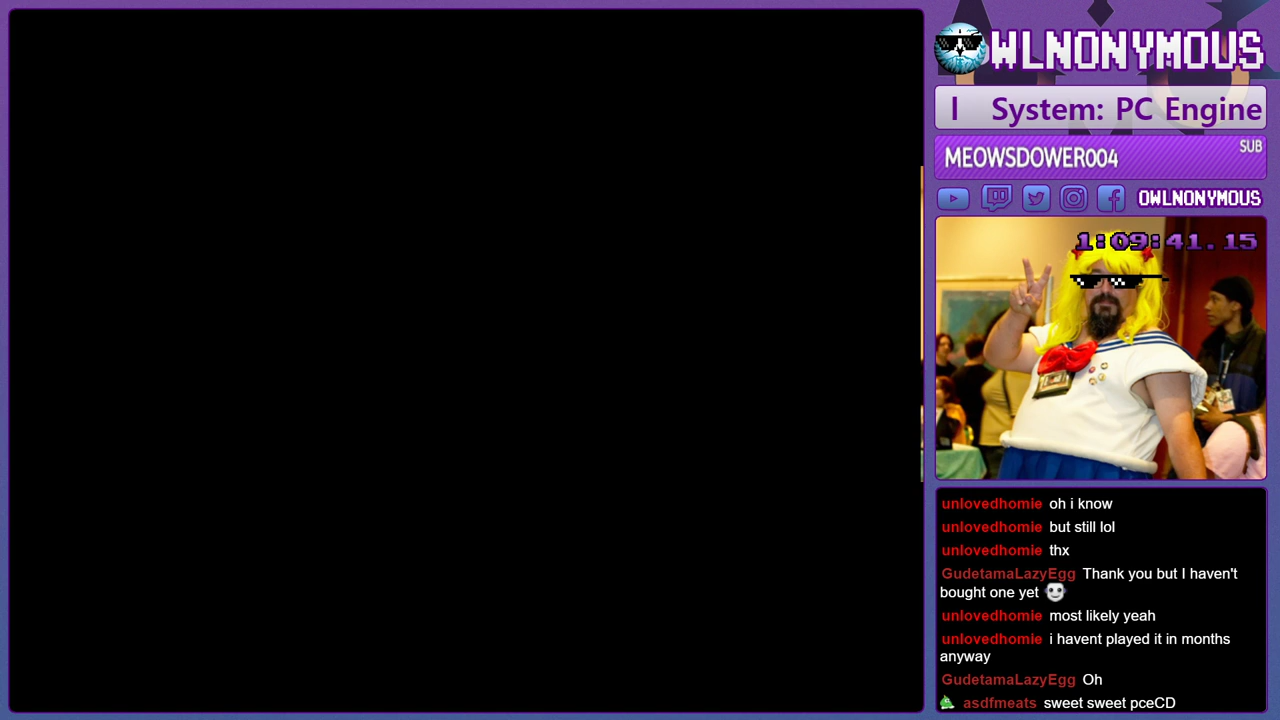 OWLNONYMOUS
| System: PC Engine
MEOWSDOWER004
SUB
OWLNONYMOUS
1:09:41.15
unlovedhomie oh i know
unlovedhomie but still lol
unlovedhomie thx
GudetamaLazyEgg Thank you but I haven't
bought one yet
unlovedhomie most likely yeah
unlovedhomie i havent played it in months
anyway
GudetamaLazyEgg Oh
asdfmeats sweet sweet pceCD